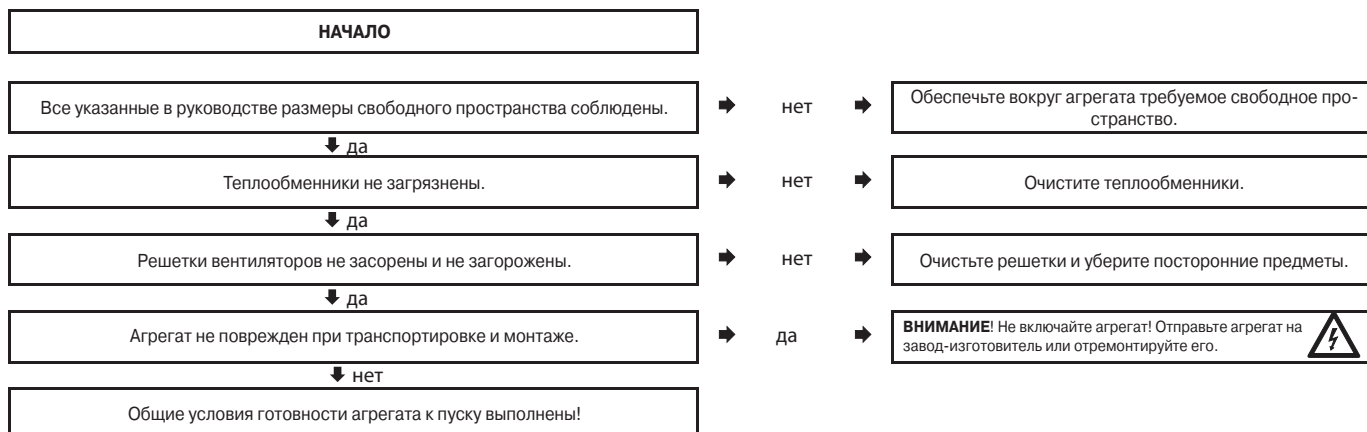 НАЧАЛО
Все указанные в руководстве размеры свободного пространства соблюдены.
нет
Обеспечьте вокруг агрегата требуемое свободное про-
странство.
да
Теплообменники не загрязнены.
нет
Очистите теплообменники.
да
Решетки вентиляторов не засорены и не загорожены.
нет
Очистьте решетки и уберите посторонние предметы.
да
Агрегат не поврежден при транспортировке и монтаже.
да
ВНИМАНИЕ! Не включайте агрегат! Отправьте агрегат на
завод-изготовитель или отремонтируйте его.
нет
Общие условия готовности агрегата к пуску выполнены!